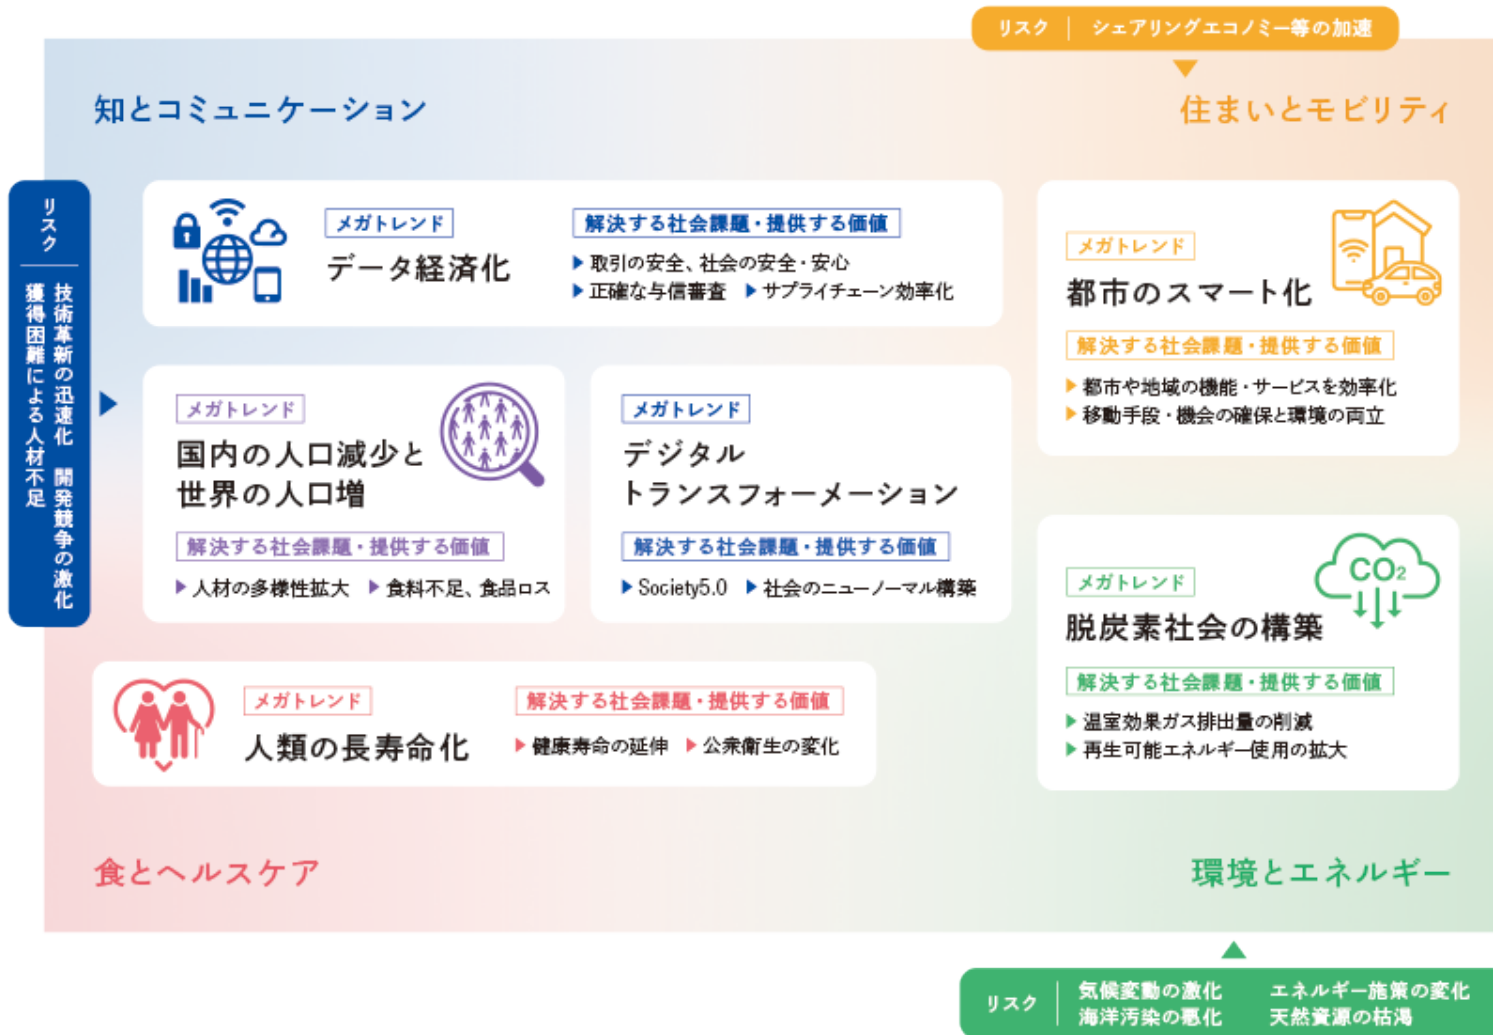 リスク シェアリングエコノミー等の加速
知とコミュニケーション
住まいとモビリティ
リスク
技術革新の迅速化 開発競争の激化
獲得困難による人材不足
メガトレンド
データ経済化
解決する社会課題・提供する価値
取引の安全、社会の安全・安心
正確な与信審査 サプライチェーン効率化
メガトレンド
都市のスマート化
解決する社会課題・提供する価値
都市や地域の機能・サービスを効率化
移動手段・機会の確保と環境の両立
メガトレンド
国内の人口減少と
世界の人口増
解決する社会課題・提供する価値
人材の多様性拡大 食料不足、食品ロス
メガトレンド
デジタル
トランスフォーメーション
解決する社会課題・提供する価値
Society5.0 社会のニューノーマル構築
メガトレンド
脱炭素社会の構築
CO2
解決する社会課題・提供する価値
温室効果ガス排出量の削減
再生可能エネルギー使用の拡大
メガトレンド
人類の長寿命化
解決する社会課題・提供する価値
健康寿命の延伸 公衆衛生の変化
食とヘルスケア
環境とエネルギー
リスク
気候変動の激化 エネルギー施策の変化
海洋汚染の悪化 天然資源の枯渇